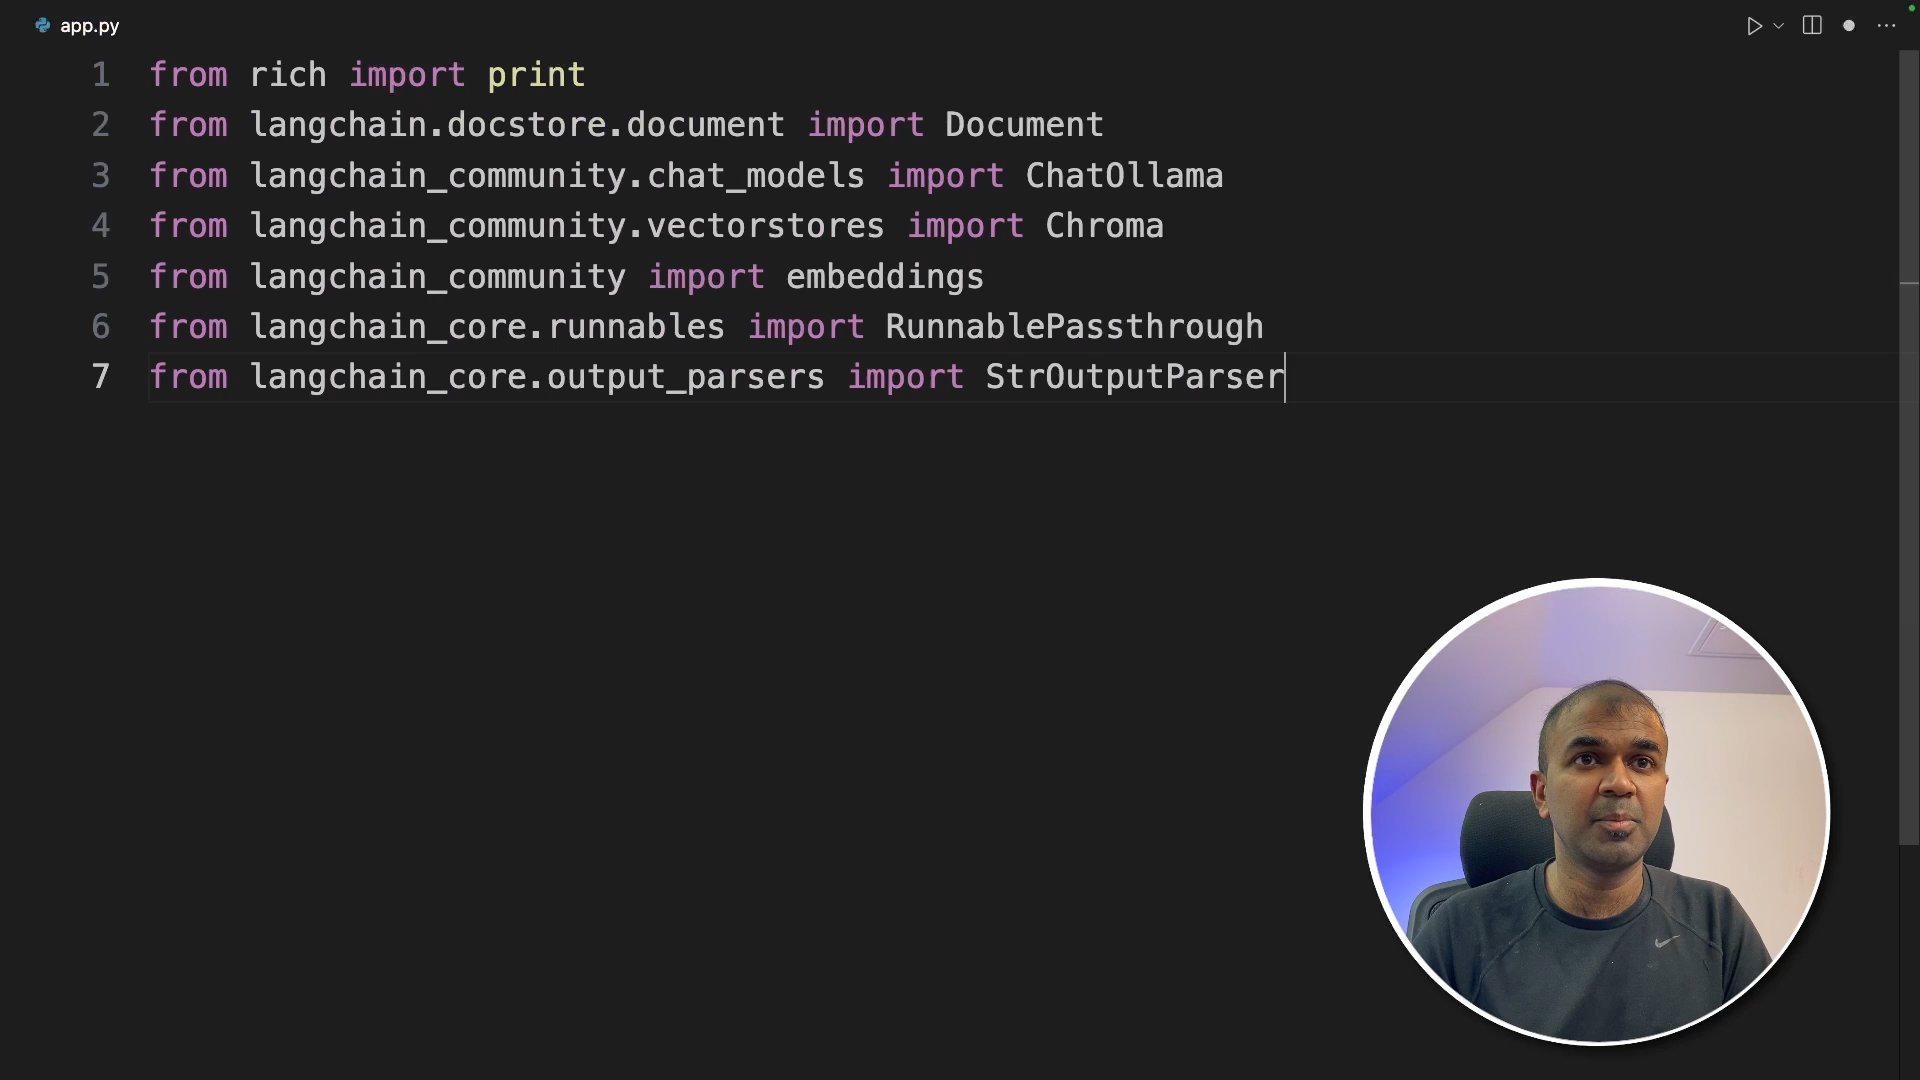 app.py
1 from rich import print
2 from langchain.docstore.document import Document
3 from langchain_community.chat_models import ChatOllama
4 from langchain_community.vectorstores import Chroma
5 from langchain_community import embeddings
6 from langchain_core.runnables import RunnablePassthrough
7 from langchain_core.output_parsers import StrOutputParser